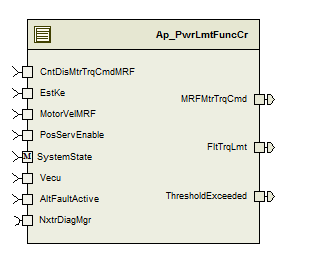 Ap_PwrLmtFuncCr
CntDisMtrTrqCmdMRF
EstKe
MotorVelMRF
PosServEnable
M SystemState
Vecu
AltFaultActive
NxtrDiagMgr
MRFMtrTrqCmd
FltTrqLmt
ThresholdExceeded